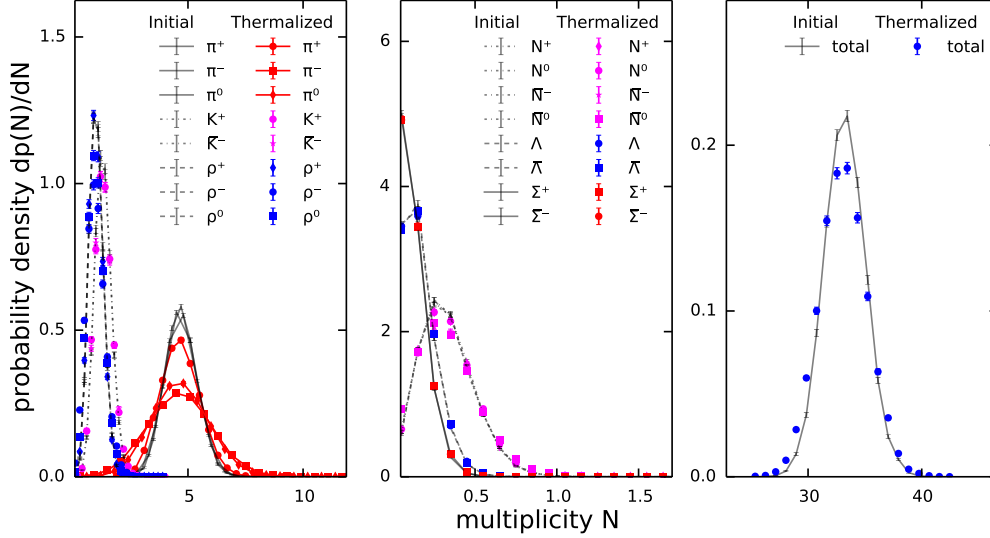 probability density dp(N)/dN
Initial Thermalized
π⁺ π⁺
π⁻ π⁻
π⁰ π⁰
K⁺ K⁺
K̅⁻ K̅⁻
ρ⁺ ρ⁺
ρ⁻ ρ⁻
ρ⁰ ρ⁰
1.5
1.0
0.5
0.0
5 10
Initial Thermalized
N⁺ N⁺
N⁰ N⁰
N̅⁻ N̅⁻
N̅⁰ N̅⁰
Λ Λ
Λ̅ Λ̅
Σ⁺ Σ⁺
Σ̅⁻ Σ̅⁻
6
4
2
0
0.5 1.0 1.5
multiplicity N
Initial Thermalized
total total
0.2
0.1
0.0
30 40